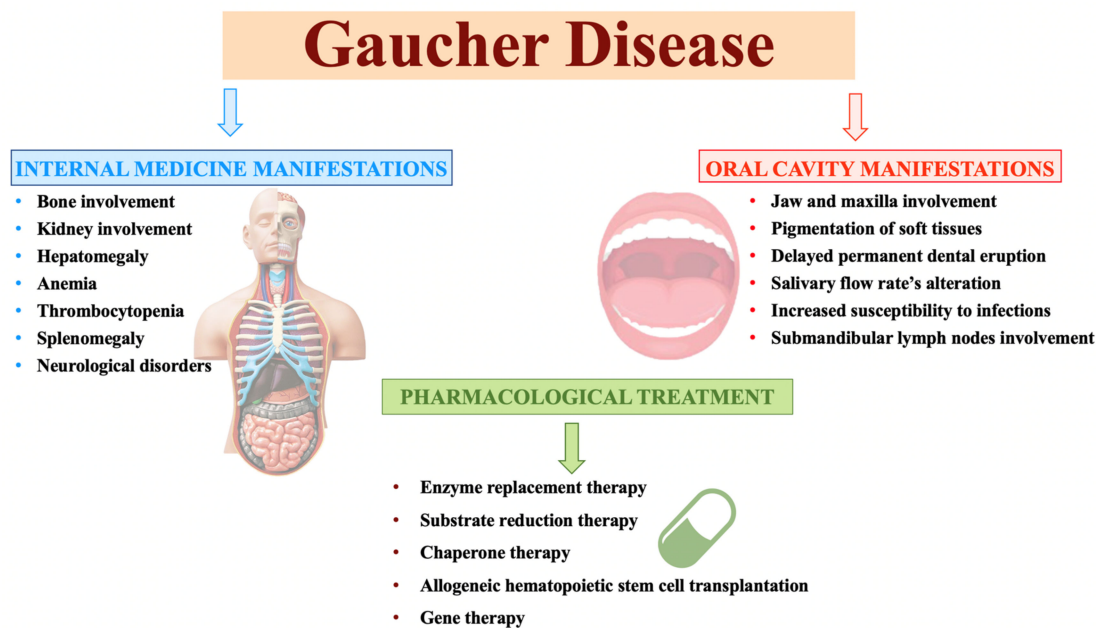 Gaucher Disease
INTERNAL MEDICINE MANIFESTATIONS
• Bone involvement
• Kidney involvement
• Hepatomegaly
• Anemia
• Thrombocytopenia
• Splenomegaly
• Neurological disorders
ORAL CAVITY MANIFESTATIONS
• Jaw and maxilla involvement
• Pigmentation of soft tissues
• Delayed permanent dental eruption
• Salivary flow rate’s alteration
• Increased susceptibility to infections
• Submandibular lymph nodes involvement
PHARMACOLOGICAL TREATMENT
• Enzyme replacement therapy
• Substrate reduction therapy
• Chaperone therapy
• Allogeneic hematopoietic stem cell transplantation
• Gene therapy